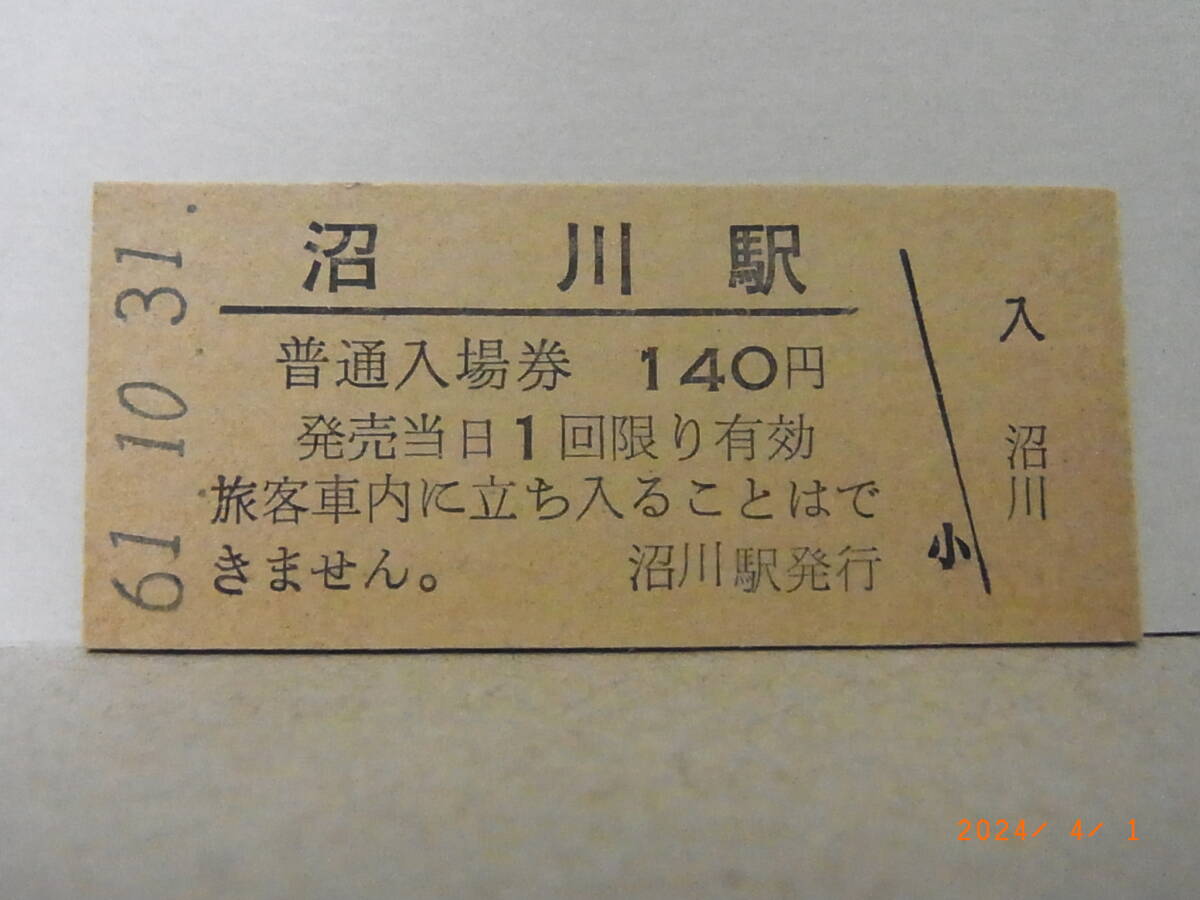 61.10.31.
沼川駅
普通入場券 140円
発売当日1回限り有効
旅客車内に立ち入ることはで
きません。 沼川駅発行
小
入
沼川
2024/ 4/ 1